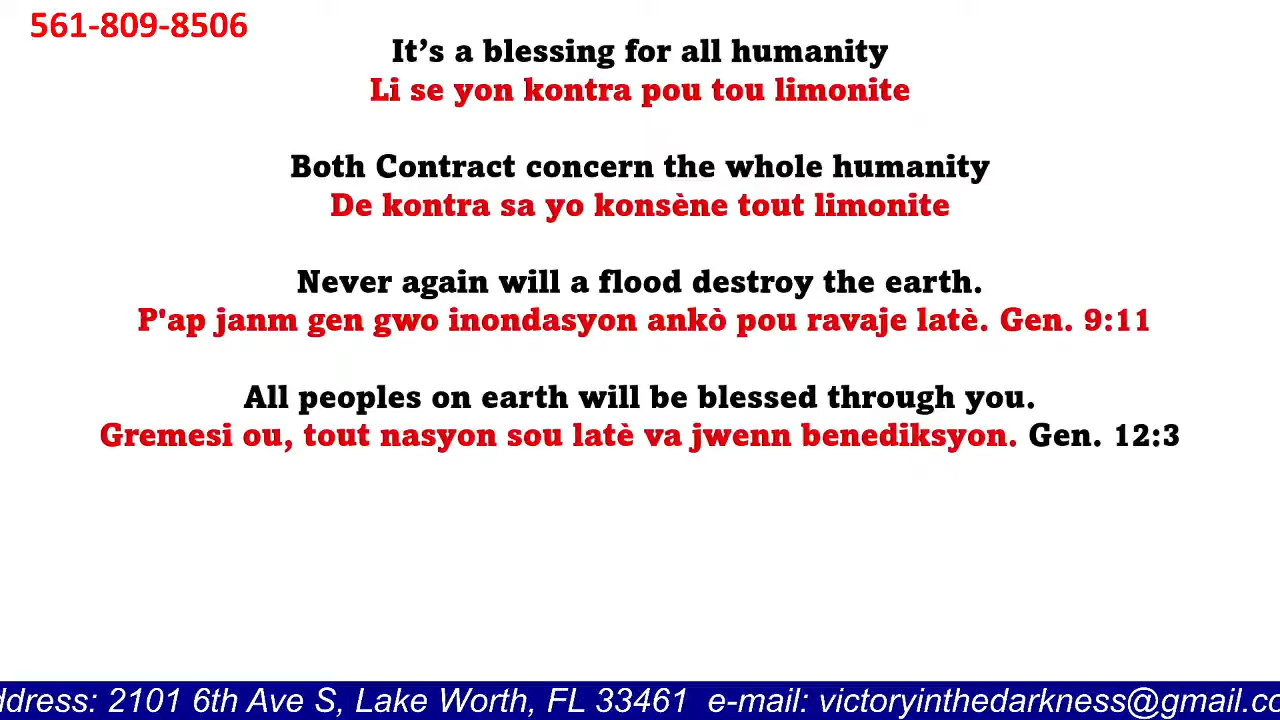 561-809-8506
It’s a blessing for all humanity
Li se yon kontra pou tou limonite
Both Contract concern the whole humanity
De kontra sa yo konsène tout limonite
Never again will a flood destroy the earth.
P'ap janm gen gwo inondasyon ankò pou ravaje latè. Gen. 9:11
All peoples on earth will be blessed through you.
Gremesi ou, tout nasyon sou latè va jwenn benediksyon. Gen. 12:3
ddress: 2101 6th Ave S, Lake Worth, FL 33461 e-mail: victoryinthedarkness@gmail.co